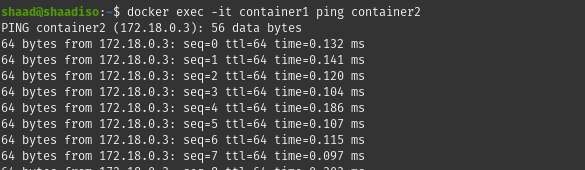 shaad@shaadiso:~$ docker exec -it container1 ping container2
PING container2 (172.18.0.3): 56 data bytes
64 bytes from 172.18.0.3: seq=0 ttl=64 time=0.132 ms
64 bytes from 172.18.0.3: seq=1 ttl=64 time=0.141 ms
64 bytes from 172.18.0.3: seq=2 ttl=64 time=0.120 ms
64 bytes from 172.18.0.3: seq=3 ttl=64 time=0.104 ms
64 bytes from 172.18.0.3: seq=4 ttl=64 time=0.186 ms
64 bytes from 172.18.0.3: seq=5 ttl=64 time=0.107 ms
64 bytes from 172.18.0.3: seq=6 ttl=64 time=0.115 ms
64 bytes from 172.18.0.3: seq=7 ttl=64 time=0.097 ms
64 bytes from 172.18.0.3: